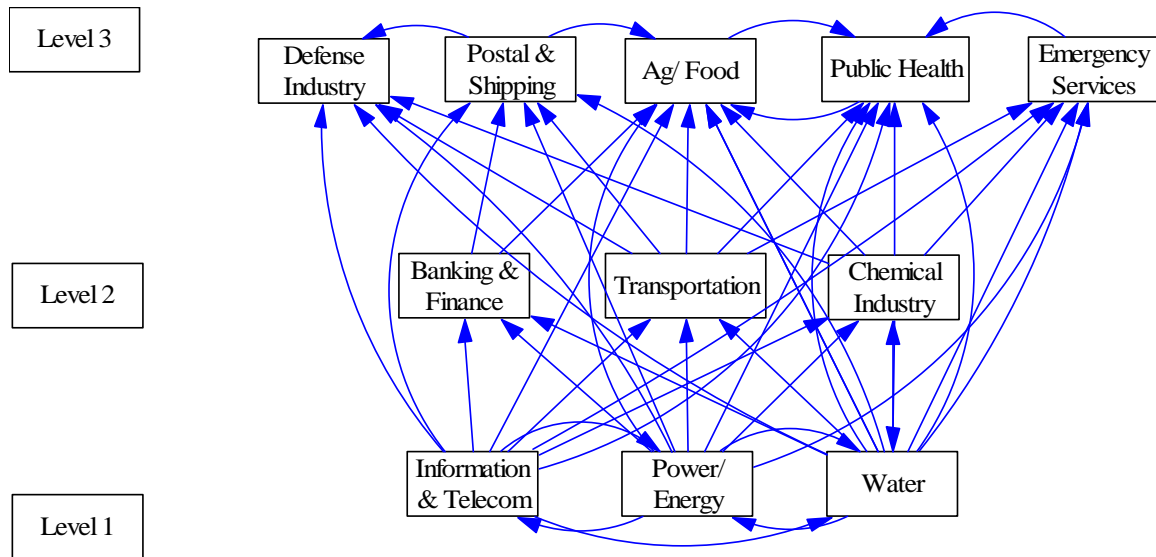 Level 3
Defense
Industry
Postal &
Shipping
Ag/ Food
Public Health
Emergency
Services
Level 2
Banking &
Finance
Transportation
Chemical
Industry
Level 1
Information
& Telecom
Power/
Energy
Water